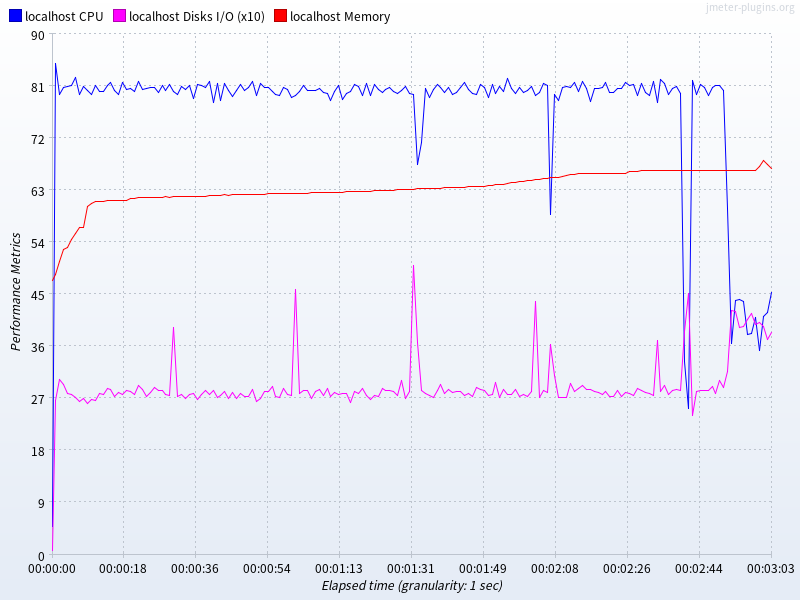 jmeter-plugins.org
localhost CPU localhost Disks I/O (x10) localhost Memory
90
81
72
63
54
45
36
27
18
9
0
Performance Metrics
00:00:00 00:00:18 00:00:36 00:00:54 00:01:13 00:01:31 00:01:49 00:02:08 00:02:26 00:02:44 00:03:03
Elapsed time (granularity: 1 sec)